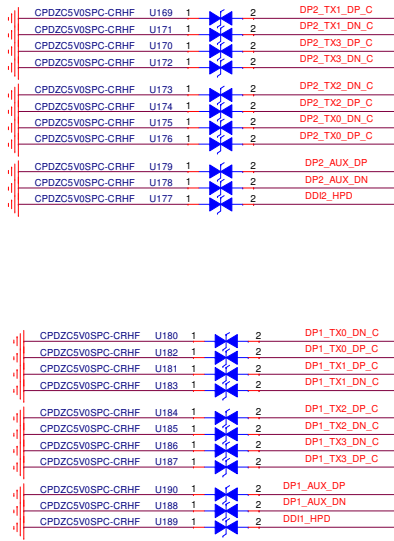 CPDZC5V0SPC-CRHF U169 1 2 DP2_TX1_DP_C
CPDZC5V0SPC-CRHF U171 1 2 DP2_TX1_DN_C
CPDZC5V0SPC-CRHF U170 1 2 DP2_TX3_DP_C
CPDZC5V0SPC-CRHF U172 1 2 DP2_TX3_DN_C
CPDZC5V0SPC-CRHF U173 1 2 DP2_TX2_DN_C
CPDZC5V0SPC-CRHF U174 1 2 DP2_TX2_DP_C
CPDZC5V0SPC-CRHF U175 1 2 DP2_TX0_DN_C
CPDZC5V0SPC-CRHF U176 1 2 DP2_TX0_DP_C
CPDZC5V0SPC-CRHF U179 1 2 DP2_AUX_DP
CPDZC5V0SPC-CRHF U178 1 2 DP2_AUX_DN
CPDZC5V0SPC-CRHF U177 1 2 DDI2_HPD
CPDZC5V0SPC-CRHF U180 1 2 DP1_TX0_DN_C
CPDZC5V0SPC-CRHF U182 1 2 DP1_TX0_DP_C
CPDZC5V0SPC-CRHF U181 1 2 DP1_TX1_DP_C
CPDZC5V0SPC-CRHF U183 1 2 DP1_TX1_DN_C
CPDZC5V0SPC-CRHF U184 1 2 DP1_TX2_DP_C
CPDZC5V0SPC-CRHF U185 1 2 DP1_TX2_DN_C
CPDZC5V0SPC-CRHF U186 1 2 DP1_TX3_DN_C
CPDZC5V0SPC-CRHF U187 1 2 DP1_TX3_DP_C
CPDZC5V0SPC-CRHF U190 1 2 DP1_AUX_DP
CPDZC5V0SPC-CRHF U188 1 2 DP1_AUX_DN
CPDZC5V0SPC-CRHF U189 1 2 DDI1_HPD